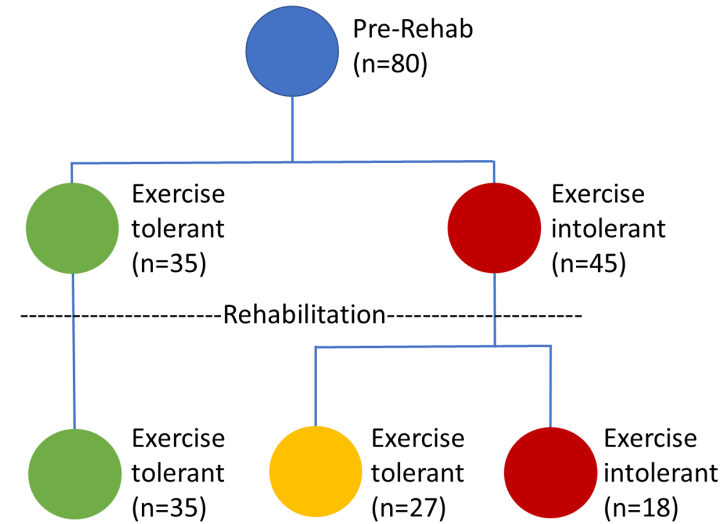 Pre-Rehab
(n=80)
Exercise
tolerant
(n=35)
Exercise
intolerant
(n=45)
----------------------Rehabilitation---------------------
Exercise
tolerant
(n=35)
Exercise
tolerant
(n=27)
Exercise
intolerant
(n=18)